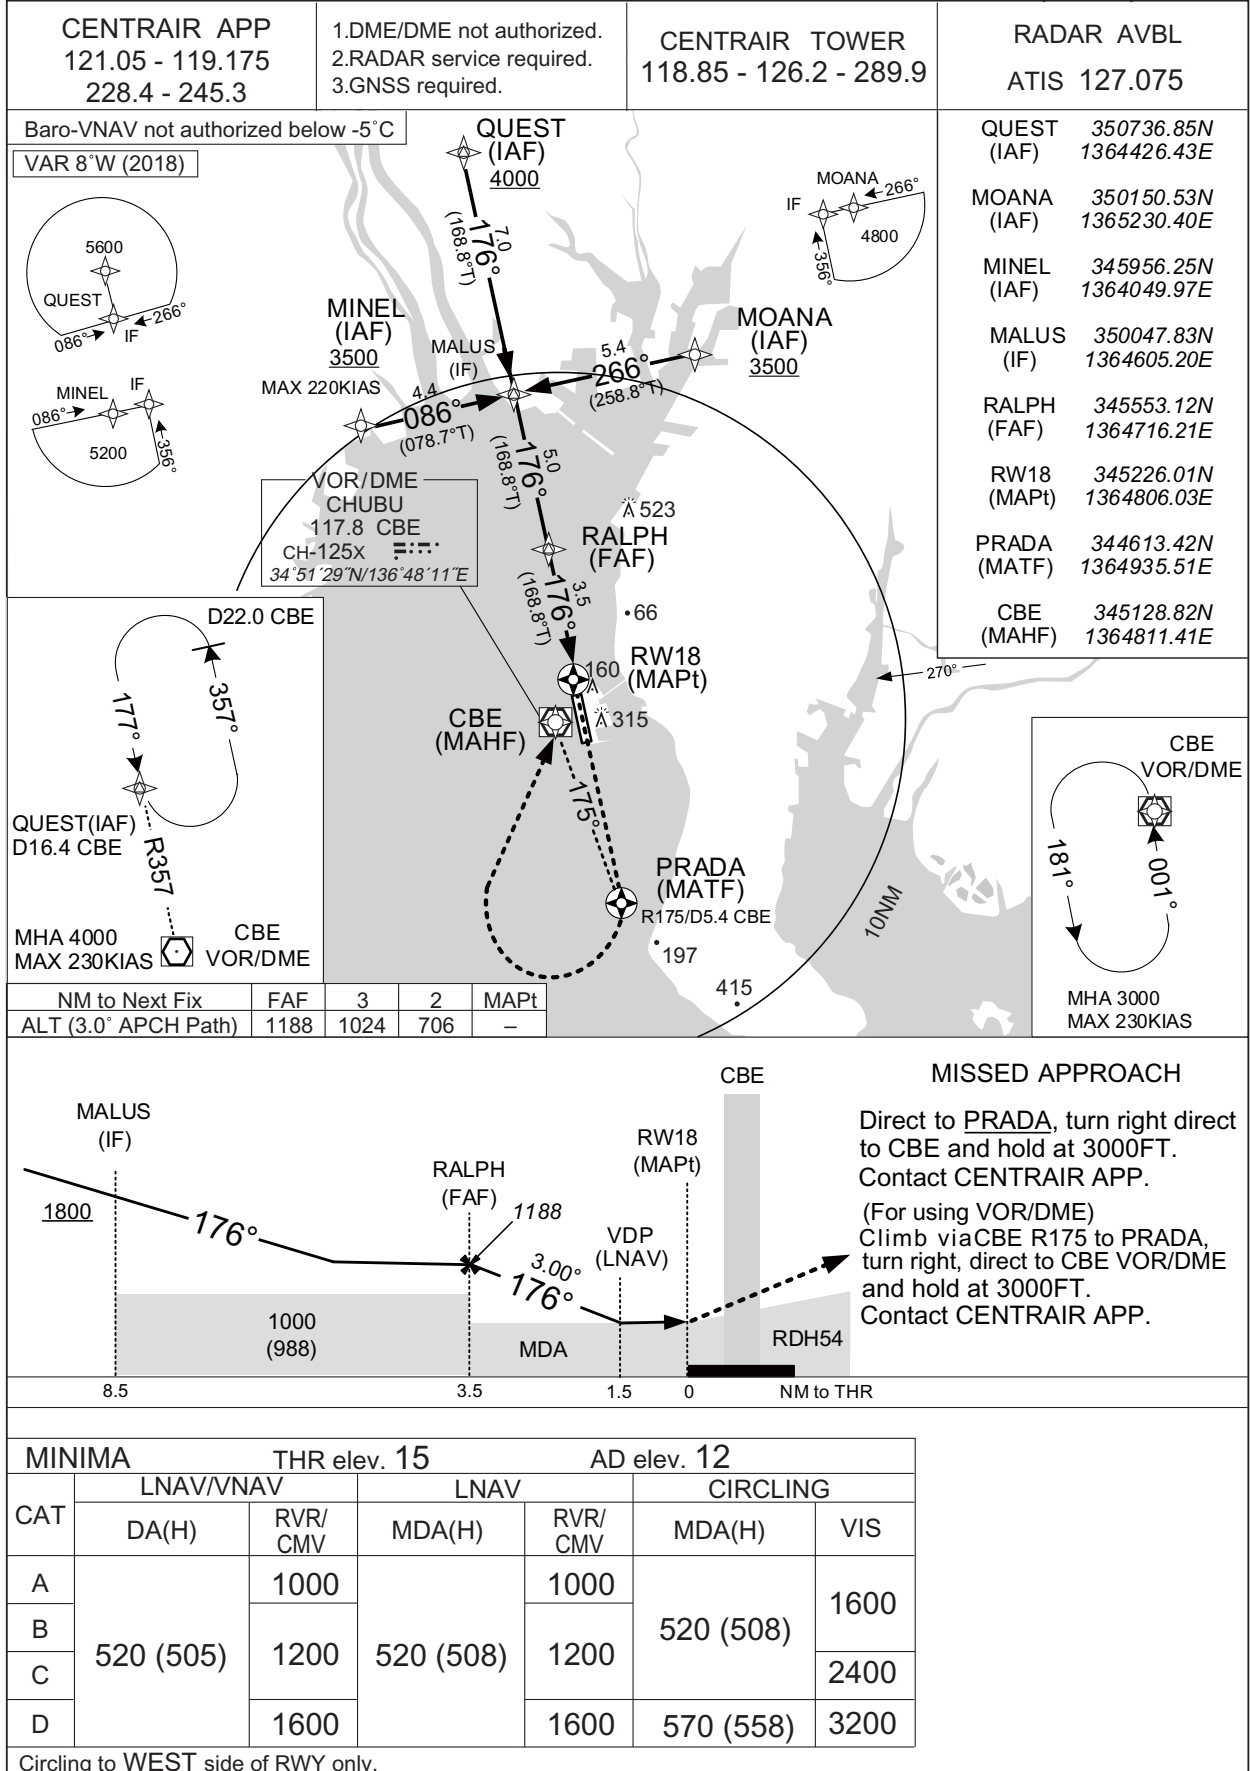 CENTRAIR APP
121.05 - 119.175
228.4 - 245.3
1.DME/DME not authorized.
2.RADAR service required.
3.GNSS required.
CENTRAIR TOWER
118.85 - 126.2 - 289.9
RADAR AVBL
ATIS 127.075
Baro-VNAV not authorized below -5˚C
VAR 8˚W (2018)
QUEST
(IAF)
4000
7.0
176°
(168.8°T)
5600
QUEST
086°
IF
266°
MINEL
IF
086°
5200
356°
MOANA
IF
266°
4800
356°
MINEL
(IAF)
3500
MAX 220KIAS
MALUS
(IF)
4.4
086°
(078.7°T)
MOANA
(IAF)
3500
5.4
266°
(258.8°T)
5.0
176°
(168.8°T)
VOR/DME
CHUBU
117.8 CBE
CH-125X
34˚51´29˝N/136˚48´11˝E
523
RALPH
(FAF)
3.5
176°
(168.8°T)
66
160
RW18
(MAPt)
315
CBE
(MAHF)
175°
PRADA
(MATF)
R175/D5.4 CBE
197
415
10NM
270°
QUEST 350736.85N
(IAF) 1364426.43E
MOANA 350150.53N
(IAF) 1365230.40E
MINEL 345956.25N
(IAF) 1364049.97E
MALUS 350047.83N
(IF) 1364605.20E
RALPH 345553.12N
(FAF) 1364716.21E
RW18 345226.01N
(MAPt) 1364806.03E
PRADA 344613.42N
(MATF) 1364935.51E
CBE 345128.82N
(MAHF) 1364811.41E
D22.0 CBE
177°
357°
QUEST(IAF)
D16.4 CBE
R357
MHA 4000
MAX 230KIAS
CBE
VOR/DME
CBE
VOR/DME
181°
001°
MHA 3000
MAX 230KIAS
NM to Next Fix FAF 3 2 MAPt
ALT (3.0˚ APCH Path) 1188 1024 706 –
MALUS
(IF)
1800
176°
RALPH
(FAF)
1188
3.00°
176°
VDP
(LNAV)
RW18
(MAPt)
CBE
1000
(988)
MDA
RDH54
8.5 3.5 1.5 0 NM to THR
MISSED APPROACH
Direct to PRADA, turn right direct
to CBE and hold at 3000FT.
Contact CENTRAIR APP.
(For using VOR/DME)
Climb viaCBE R175 to PRADA,
turn right, direct to CBE VOR/DME
and hold at 3000FT.
Contact CENTRAIR APP.
MINIMA THR elev. 15 AD elev. 12
CAT LNAV/VNAV LNAV CIRCLING
DA(H) RVR/ CMV MDA(H) RVR/ CMV MDA(H) VIS
A 520 (505) 1000 520 (508) 1000 520 (508) 1600
B 1200 1200
C 2400
D 1600 1600 570 (558) 3200
Circling to WEST side of RWY only.